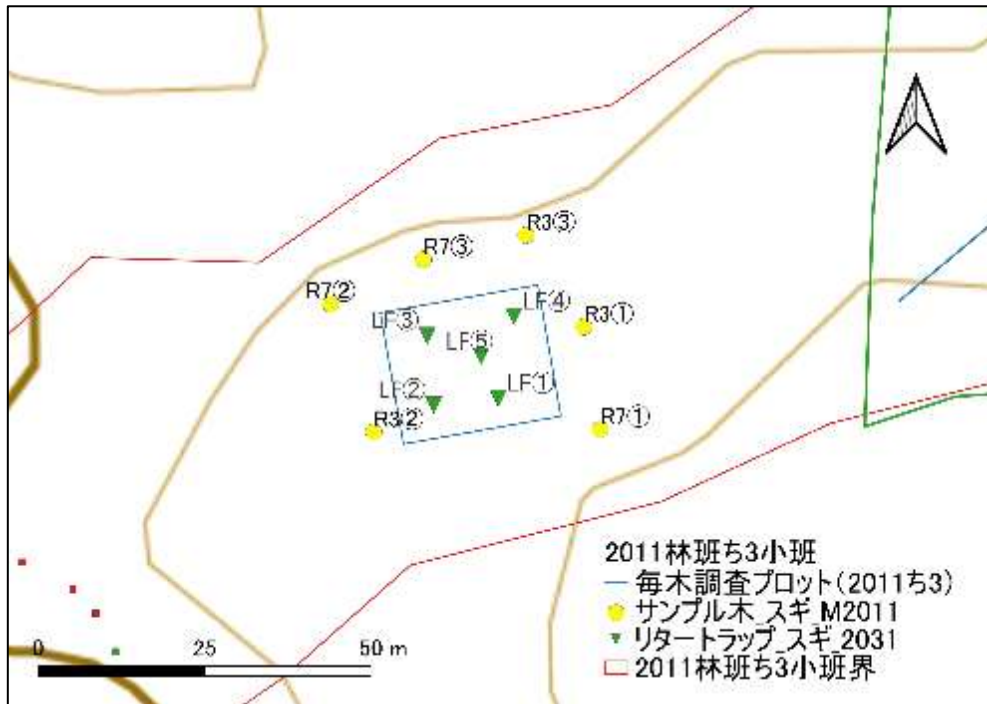 R3③
R7③
R7②
LF④
LF③
R3①
LF⑤
LF①
LF②
R3②
R7①
2011林班ち3小班
毎木調査プロット(2011ち3)
サンプル木_スギ_M2011
リタートラップ_スギ_2031
2011林班ち3小班界
0 25 50 m